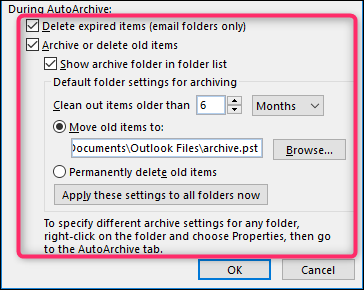 During AutoArchive:
Delete expired items (email folders only)
Archive or delete old items
Show archive folder in folder list
Default folder settings for archiving
Clean out items older than 6 Months
Move old items to:
Documents\Outlook Files\archive.pst Browse...
Permanently delete old items
Apply these settings to all folders now
To specify different archive settings for any folder,
right-click on the folder and choose Properties, then go
to the AutoArchive tab.
OK Cancel